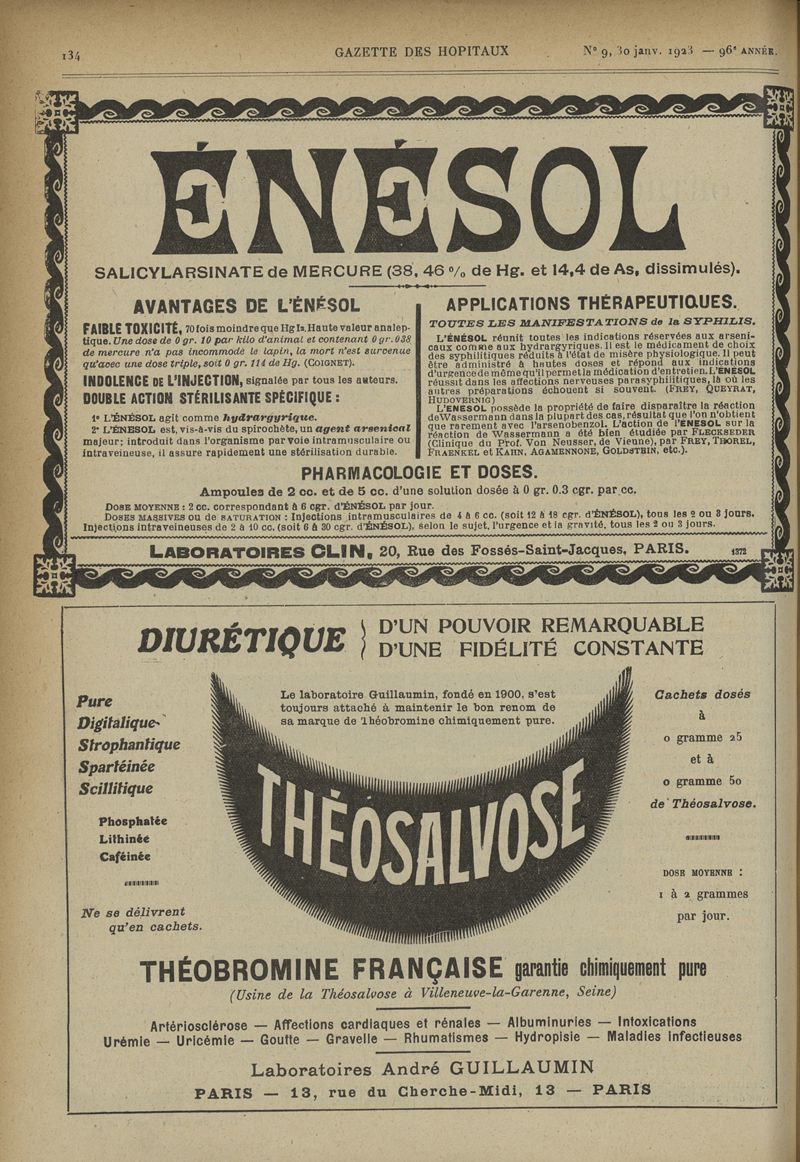 134
GAZETTE DES HOPITAUX
N° 9, 30 janv. 1923 — 96e ANNÉE.
ÉNÉSOL
SALICYLARSINATE de MERCURE (38, 46 % de Hg. et 14,4 de As, dissimulés).
AVANTAGES DE L'ÉNÉSOL
FAIBLE TOXICITÉ, 70 fois moindre que Hg I2. Haute valeur analep-
tique. Une dose de 0 gr. 10 par kilo d'animal et contenant 0 gr. 038
de mercure n'a pas incommodé le lapin, la mort n'est survenue
qu'avec une dose triple, soit 0 gr. 114 de Hg. (COIGNET).
INDOLENCE DE L'INJECTION, signalée par tous les auteurs.
DOUBLE ACTION STÉRILISANTE SPÉCIFIQUE :
1° L'ÉNÉSOL agit comme hydrargyrique.
2° L'ÉNÉSOL est, vis-à-vis du spirochète, un agent arsenical
majeur; introduit dans l'organisme par voie intramusculaire ou
intraveineuse, il assure rapidement une stérilisation durable.
APPLICATIONS THÉRAPEUTIQUES.
TOUTES LES MANIFESTATIONS de la SYPHILIS.
L'ÉNÉSOL réunit toutes les indications réservées aux arseni-
caux comme aux hydrargyriques. Il est le médicament de choix
des syphilitiques réduits à l'état de misère physiologique. Il peut
être administré à hautes doses et répond aux indications
d'urgence de même qu'il permet la médication d'entretien. L'ÉNÉSOL
réussit dans les affections nerveuses parasyphilitiques, là où les
autres préparations échouent si souvent. (FREY, QUEYRAT,
HUDOVERNIG)
L'ÉNÉSOL possède la propriété de faire disparaître la réaction
de Wassermann dans la plupart des cas, résultat que l'on n'obtient
que rarement avec l'arsenobenzol. L'action de l'ÉNÉSOL sur la
réaction de Wassermann a été bien étudiée par FLECKSEDER
(Clinique du Prof. Von Neusser, de Vienne), par FREY, THOREL,
FRAENKEL et KAHN, AGAMENNONE, GOLDSTEIN, etc.).
PHARMACOLOGIE ET DOSES.
Ampoules de 2 cc. et de 5 cc. d'une solution dosée à 0 gr. 0.3 cgr. par cc.
DOSE MOYENNE : 2 cc. correspondant à 6 cgr. d'ÉNÉSOL par jour.
DOSES MASSIVES OU DE SATURATION : Injections intramusculaires de 4 à 6 cc. (soit 12 à 18 cgr. d'ÉNÉSOL), tous les 2 ou 3 jours.
Injections intraveineuses de 2 à 10 cc. (soit 6 à 30 cgr. d'ÉNÉSOL), selon le sujet, l'urgence et la gravité, tous les 2 ou 3 jours.
LABORATOIRES CLIN, 20, Rue des Fossés-Saint-Jacques, PARIS.
1372
DIURÉTIQUE
D'UN POUVOIR REMARQUABLE
D'UNE FIDÉLITÉ CONSTANTE
Le laboratoire Guillaumin, fondé en 1900, s'est
toujours attaché à maintenir le bon renom de
sa marque de théobromine chimiquement pure.
Pure
Digitalique
Strophantique
Spartéinée
Scillitique
Phosphatée
Lithinée
Caféinée
Ne se délivrent
qu'en cachets.
THÉOSALVOSE
Cachets dosés
à
0 gramme 25
et à
0 gramme 50
de Théosalvose.
DOSE MOYENNE :
1 à 2 grammes
par jour.
THÉOBROMINE FRANÇAISE garantie chimiquement pure
(Usine de la Théosalvose à Villeneuve-la-Garenne, Seine)
Artériosclérose — Affections cardiaques et rénales — Albuminuries — Intoxications
Urémie — Uricémie — Goutte — Gravelle — Rhumatismes — Hydropisie — Maladies infectieuses
Laboratoires André GUILLAUMIN
PARIS — 13, rue du Cherche-Midi, 13 — PARIS